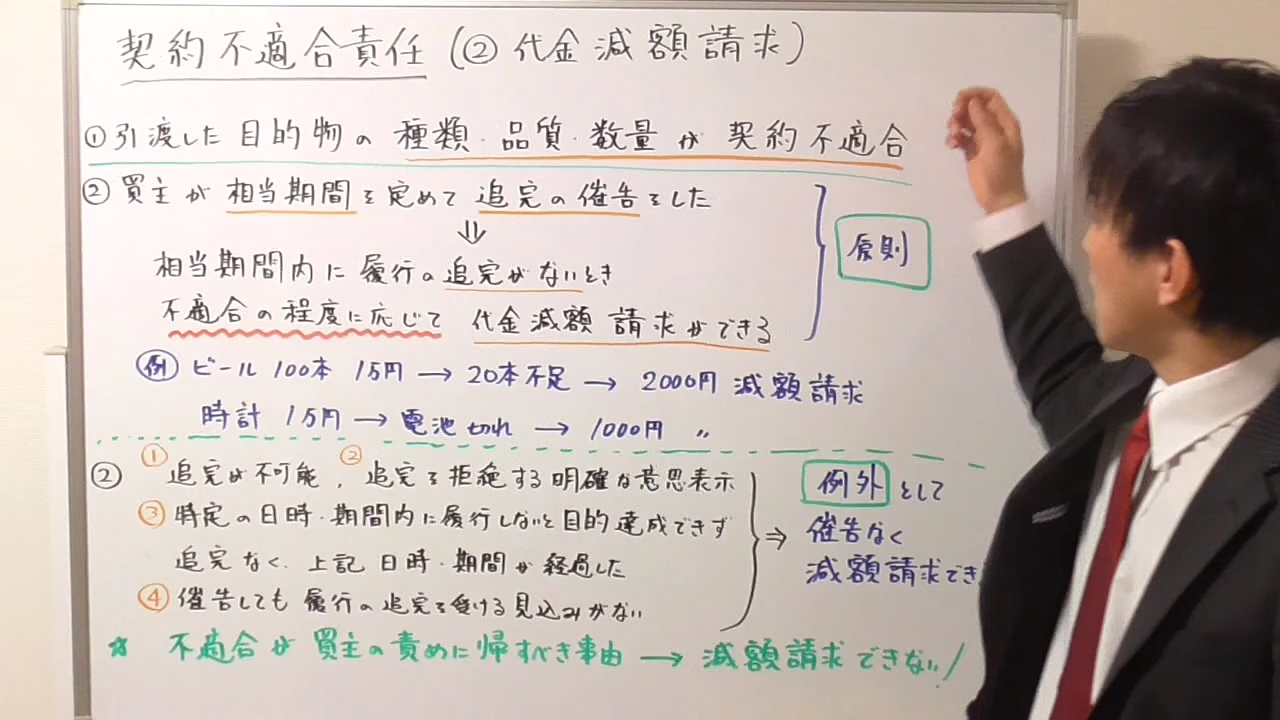 契約不適合責任(②代金減額請求)
①引渡した目的物の種類・品質・数量が契約不適合
②買主が相当期間を定めて追完の催告をした
⇓
相当期間内に履行の追完がないとき
不適合の程度に応じて 代金減額請求ができる
原則
例 ビール100本 1万円→20本不足→2000円 減額請求
時計 1万円→電池切れ→1000円 〃
② ①追完が不可能、②追完を拒絶する明確な意思表示
③特定の日時・期間内に履行しないと目的達成できず
追完なく、上記日時・期間が経過した
④催告しても履行の追完を受ける見込みがない
⇒ 例外として
催告なく
減額請求でき
☆ 不適合が買主の責めに帰すべき事由→減額請求できない!